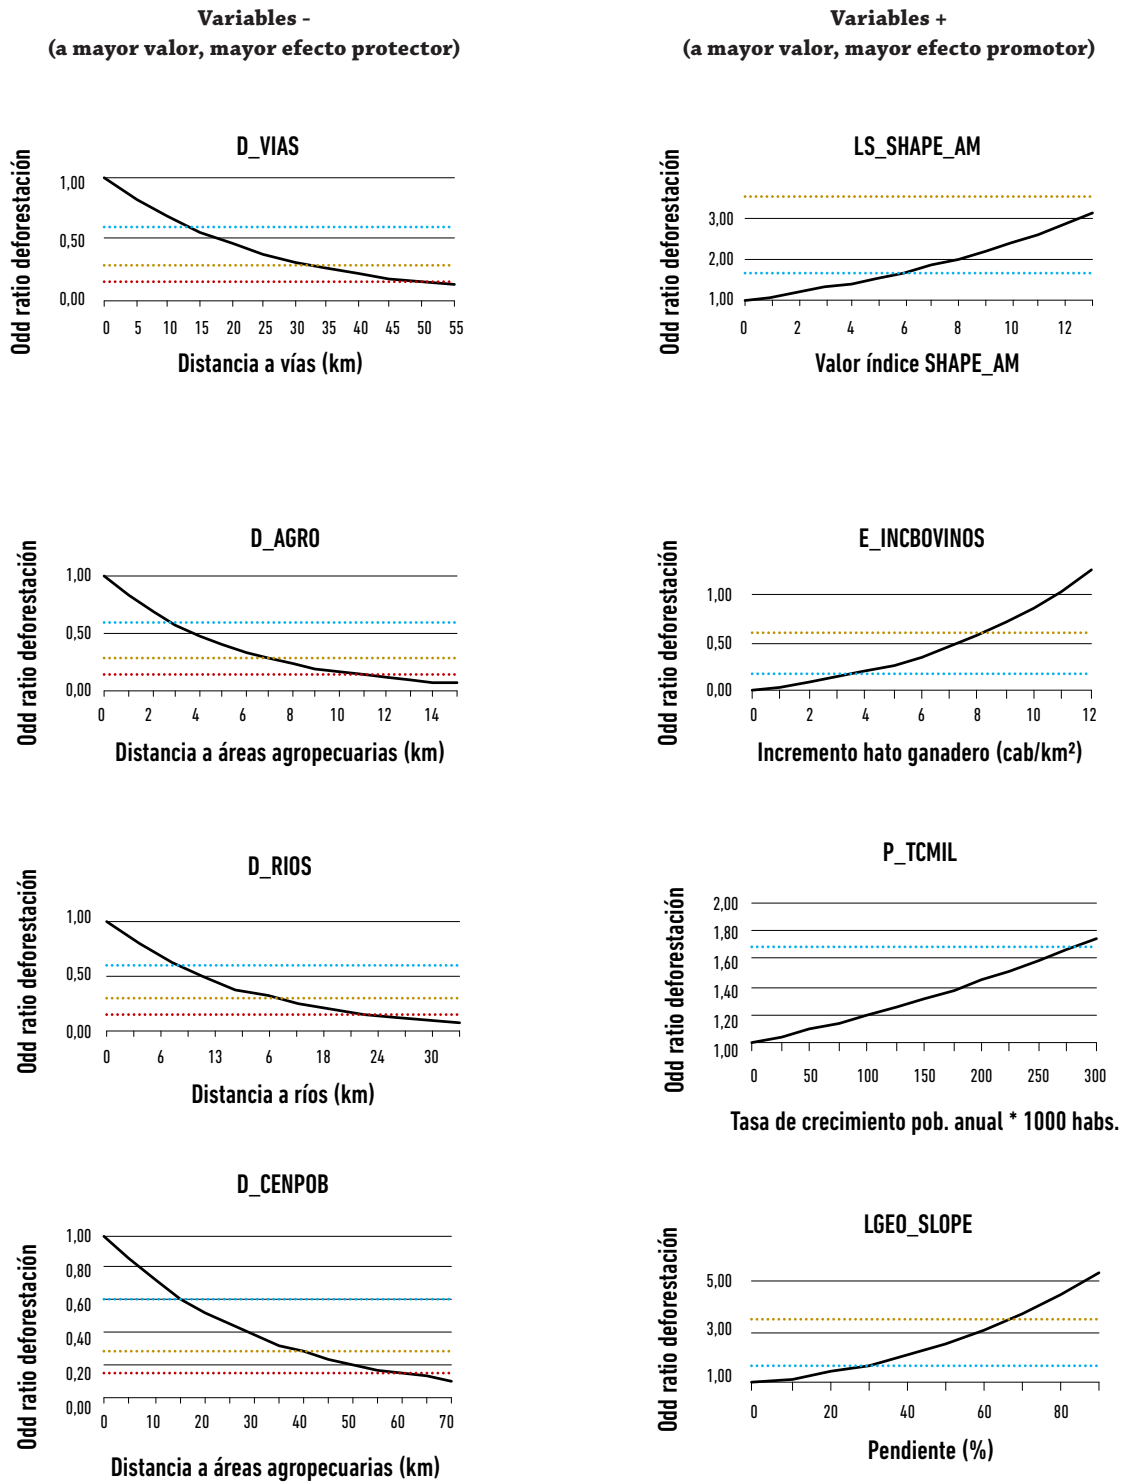 Variables -
(a mayor valor, mayor efecto protector)
Variables +
(a mayor valor, mayor efecto promotor)
D_VIAS
Odd ratio deforestación
1,00
0,50
0,00
0 5 10 15 20 25 30 35 40 45 50 55
Distancia a vías (km)
LS_SHAPE_AM
Odd ratio deforestación
3,00
2,00
1,00
0 2 4 6 8 10 12
Valor índice SHAPE_AM
D_AGRO
Odd ratio deforestación
1,00
0,50
0,00
0 2 4 6 8 10 12 14
Distancia a áreas agropecuarias (km)
E_INCBOVINOS
Odd ratio deforestación
1,00
0,50
0,00
0 2 4 6 8 10 12
Incremento hato ganadero (cab/km²)
D_RIOS
Odd ratio deforestación
1,00
0,50
0,00
0 6 13 6 18 24 30
Distancia a ríos (km)
P_TCMIL
Odd ratio deforestación
2,00
1,80
1,60
1,40
1,20
1,00
0 50 100 150 200 250 300
Tasa de crecimiento pob. anual * 1000 habs.
D_CENPOB
Odd ratio deforestación
1,00
0,80
0,60
0,40
0,20
0,00
0 10 20 30 40 50 60 70
Distancia a áreas agropecuarias (km)
LGEO_SLOPE
Odd ratio deforestación
5,00
3,00
1,00
0 20 40 60 80
Pendiente (%)